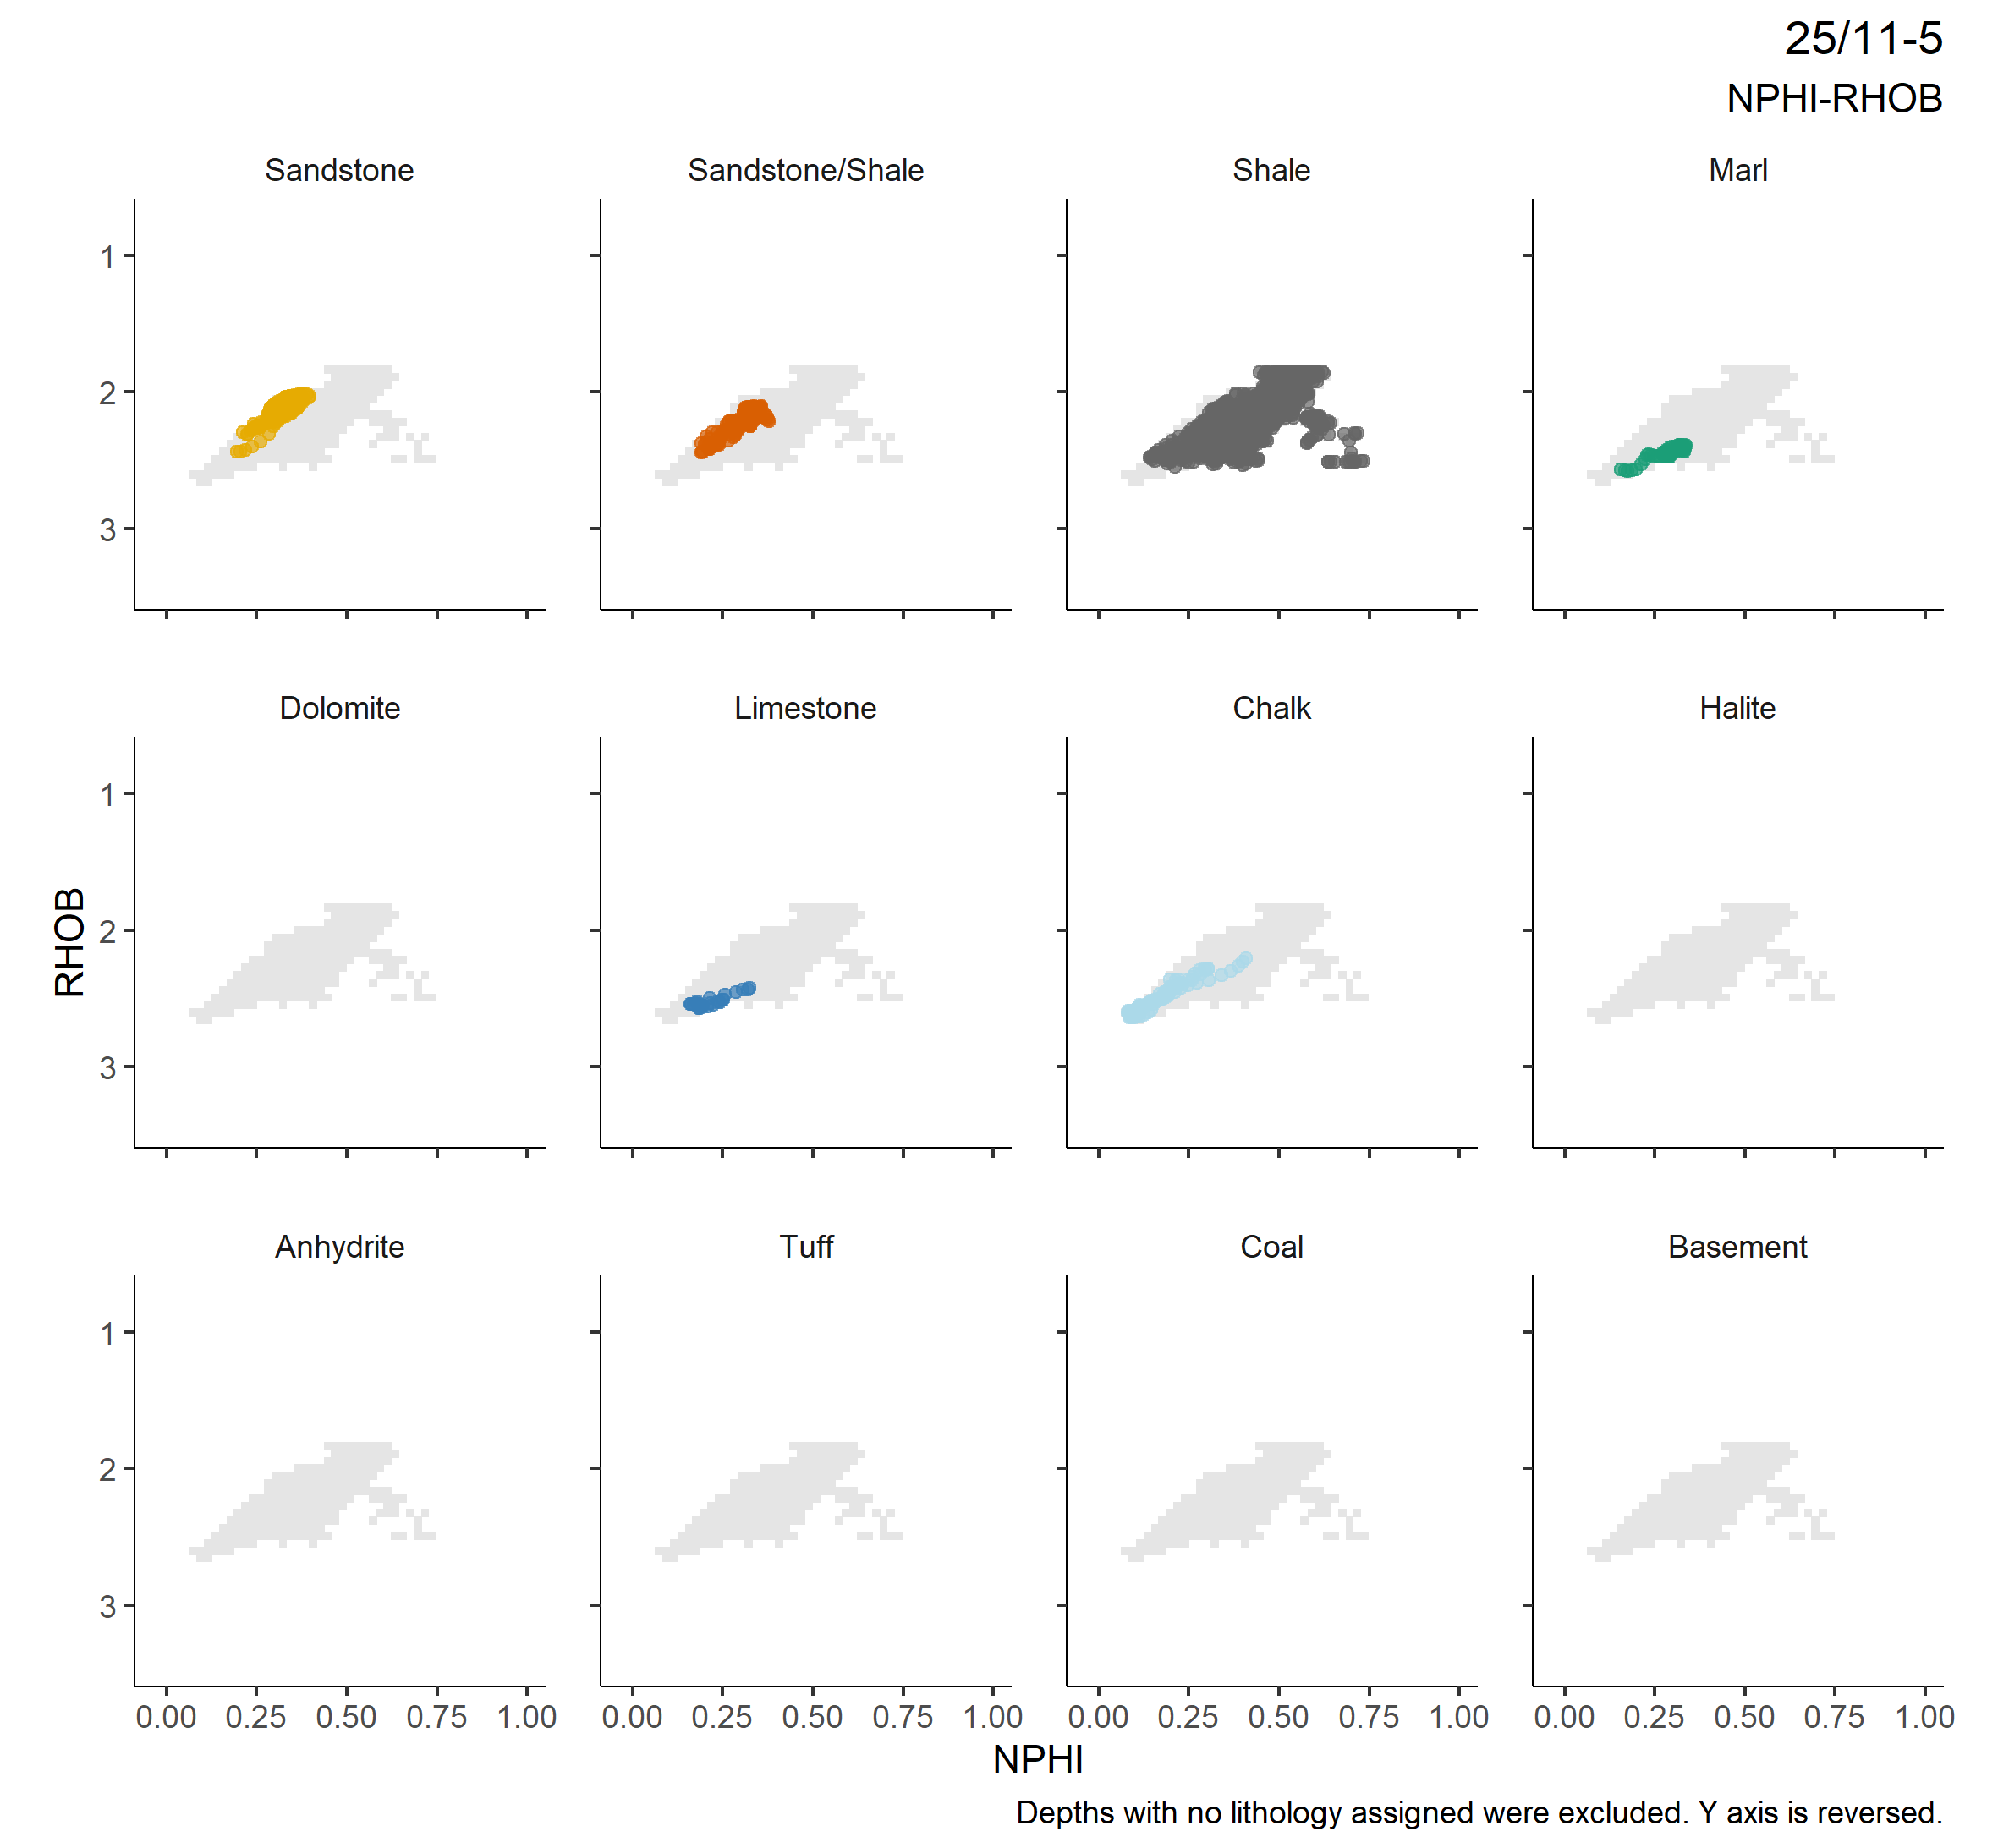 25/11-5
NPHI-RHOB
Sandstone Sandstone/Shale Shale Marl
1
2
3
Dolomite Limestone Chalk Halite
1
2
3
RHOB
Anhydrite Tuff Coal Basement
1
2
3
0.00 0.25 0.50 0.75 1.00 0.00 0.25 0.50 0.75 1.00 0.00 0.25 0.50 0.75 1.00 0.00 0.25 0.50 0.75 1.00
NPHI
Depths with no lithology assigned were excluded. Y axis is reversed.